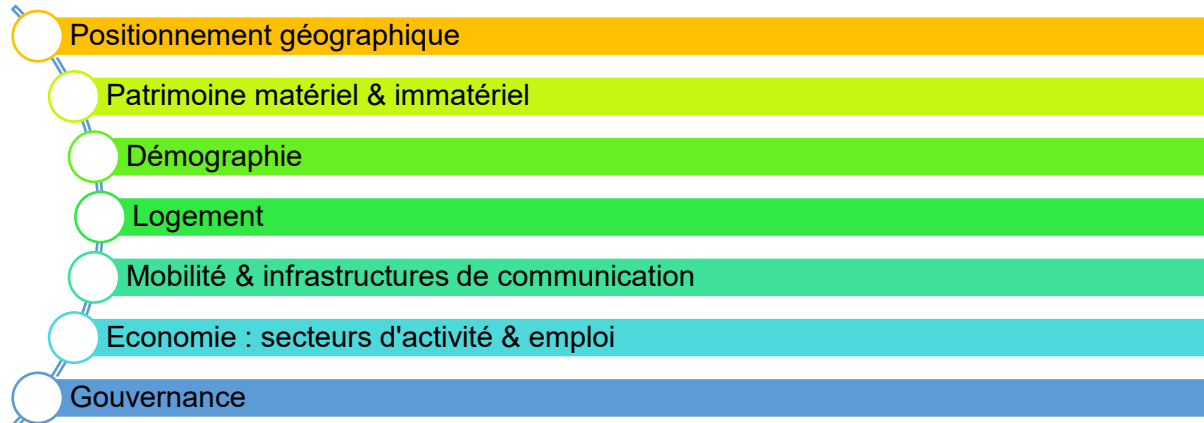 Positionnement géographique
Patrimoine matériel & immatériel
Démographie
Logement
Mobilité & infrastructures de communication
Economie : secteurs d'activité & emploi
Gouvernance